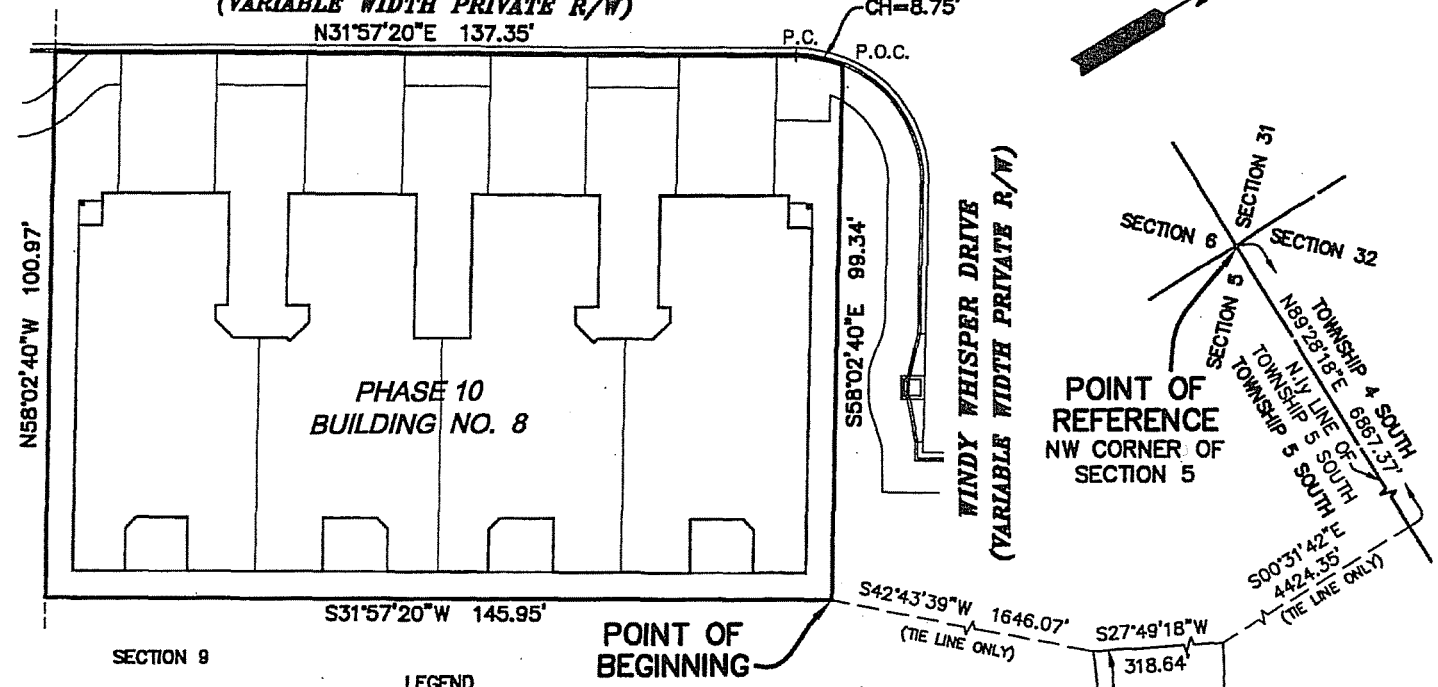 (VARIABLE WIDTH PRIVATE R/W)
N31°57'20"E 137.35'
CH=8.75'
P.C.
P.O.C.
N58°02'40"W 100.97'
S58°02'40"E 99.34'
PHASE 10
BUILDING NO. 8
WINDY WHISPER DRIVE
(VARIABLE WIDTH PRIVATE R/W)
SECTION 31
SECTION 6
SECTION 32
SECTION 5
POINT OF
REFERENCE
NW CORNER OF
SECTION 5
TOWNSHIP 4 SOUTH
N89°28'18"E 6867.37'
N.ly LINE OF
TOWNSHIP 5 SOUTH
TOWNSHIP 5 SOUTH
S00°31'42"E
4424.35'
(TIE LINE ONLY)
S42°43'39"W 1646.07'
(TIE LINE ONLY)
S27°49'18"W
318.64'
S31°57'20"W 145.95'
POINT OF
BEGINNING
SECTION 9
LEGEND